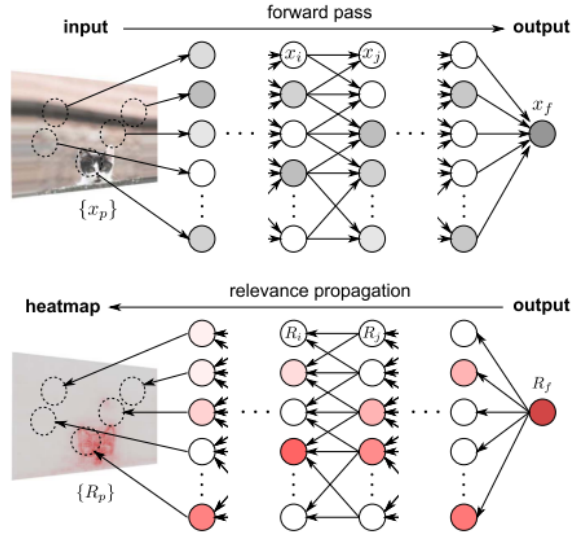 forward pass
input
output
x_i
x_j
x_f
{x_p}
relevance propagation
heatmap
output
R_i
R_j
R_f
{R_p}